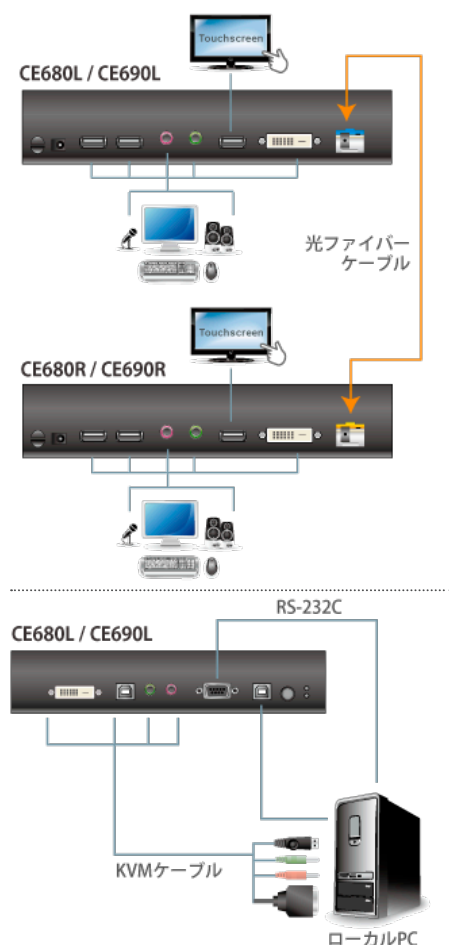 Touchscreen
CE680L / CE690L
光ファイバー
ケーブル
Touchscreen
CE680R / CE690R
RS-232C
CE680L / CE690L
KVMケーブル
ローカルPC